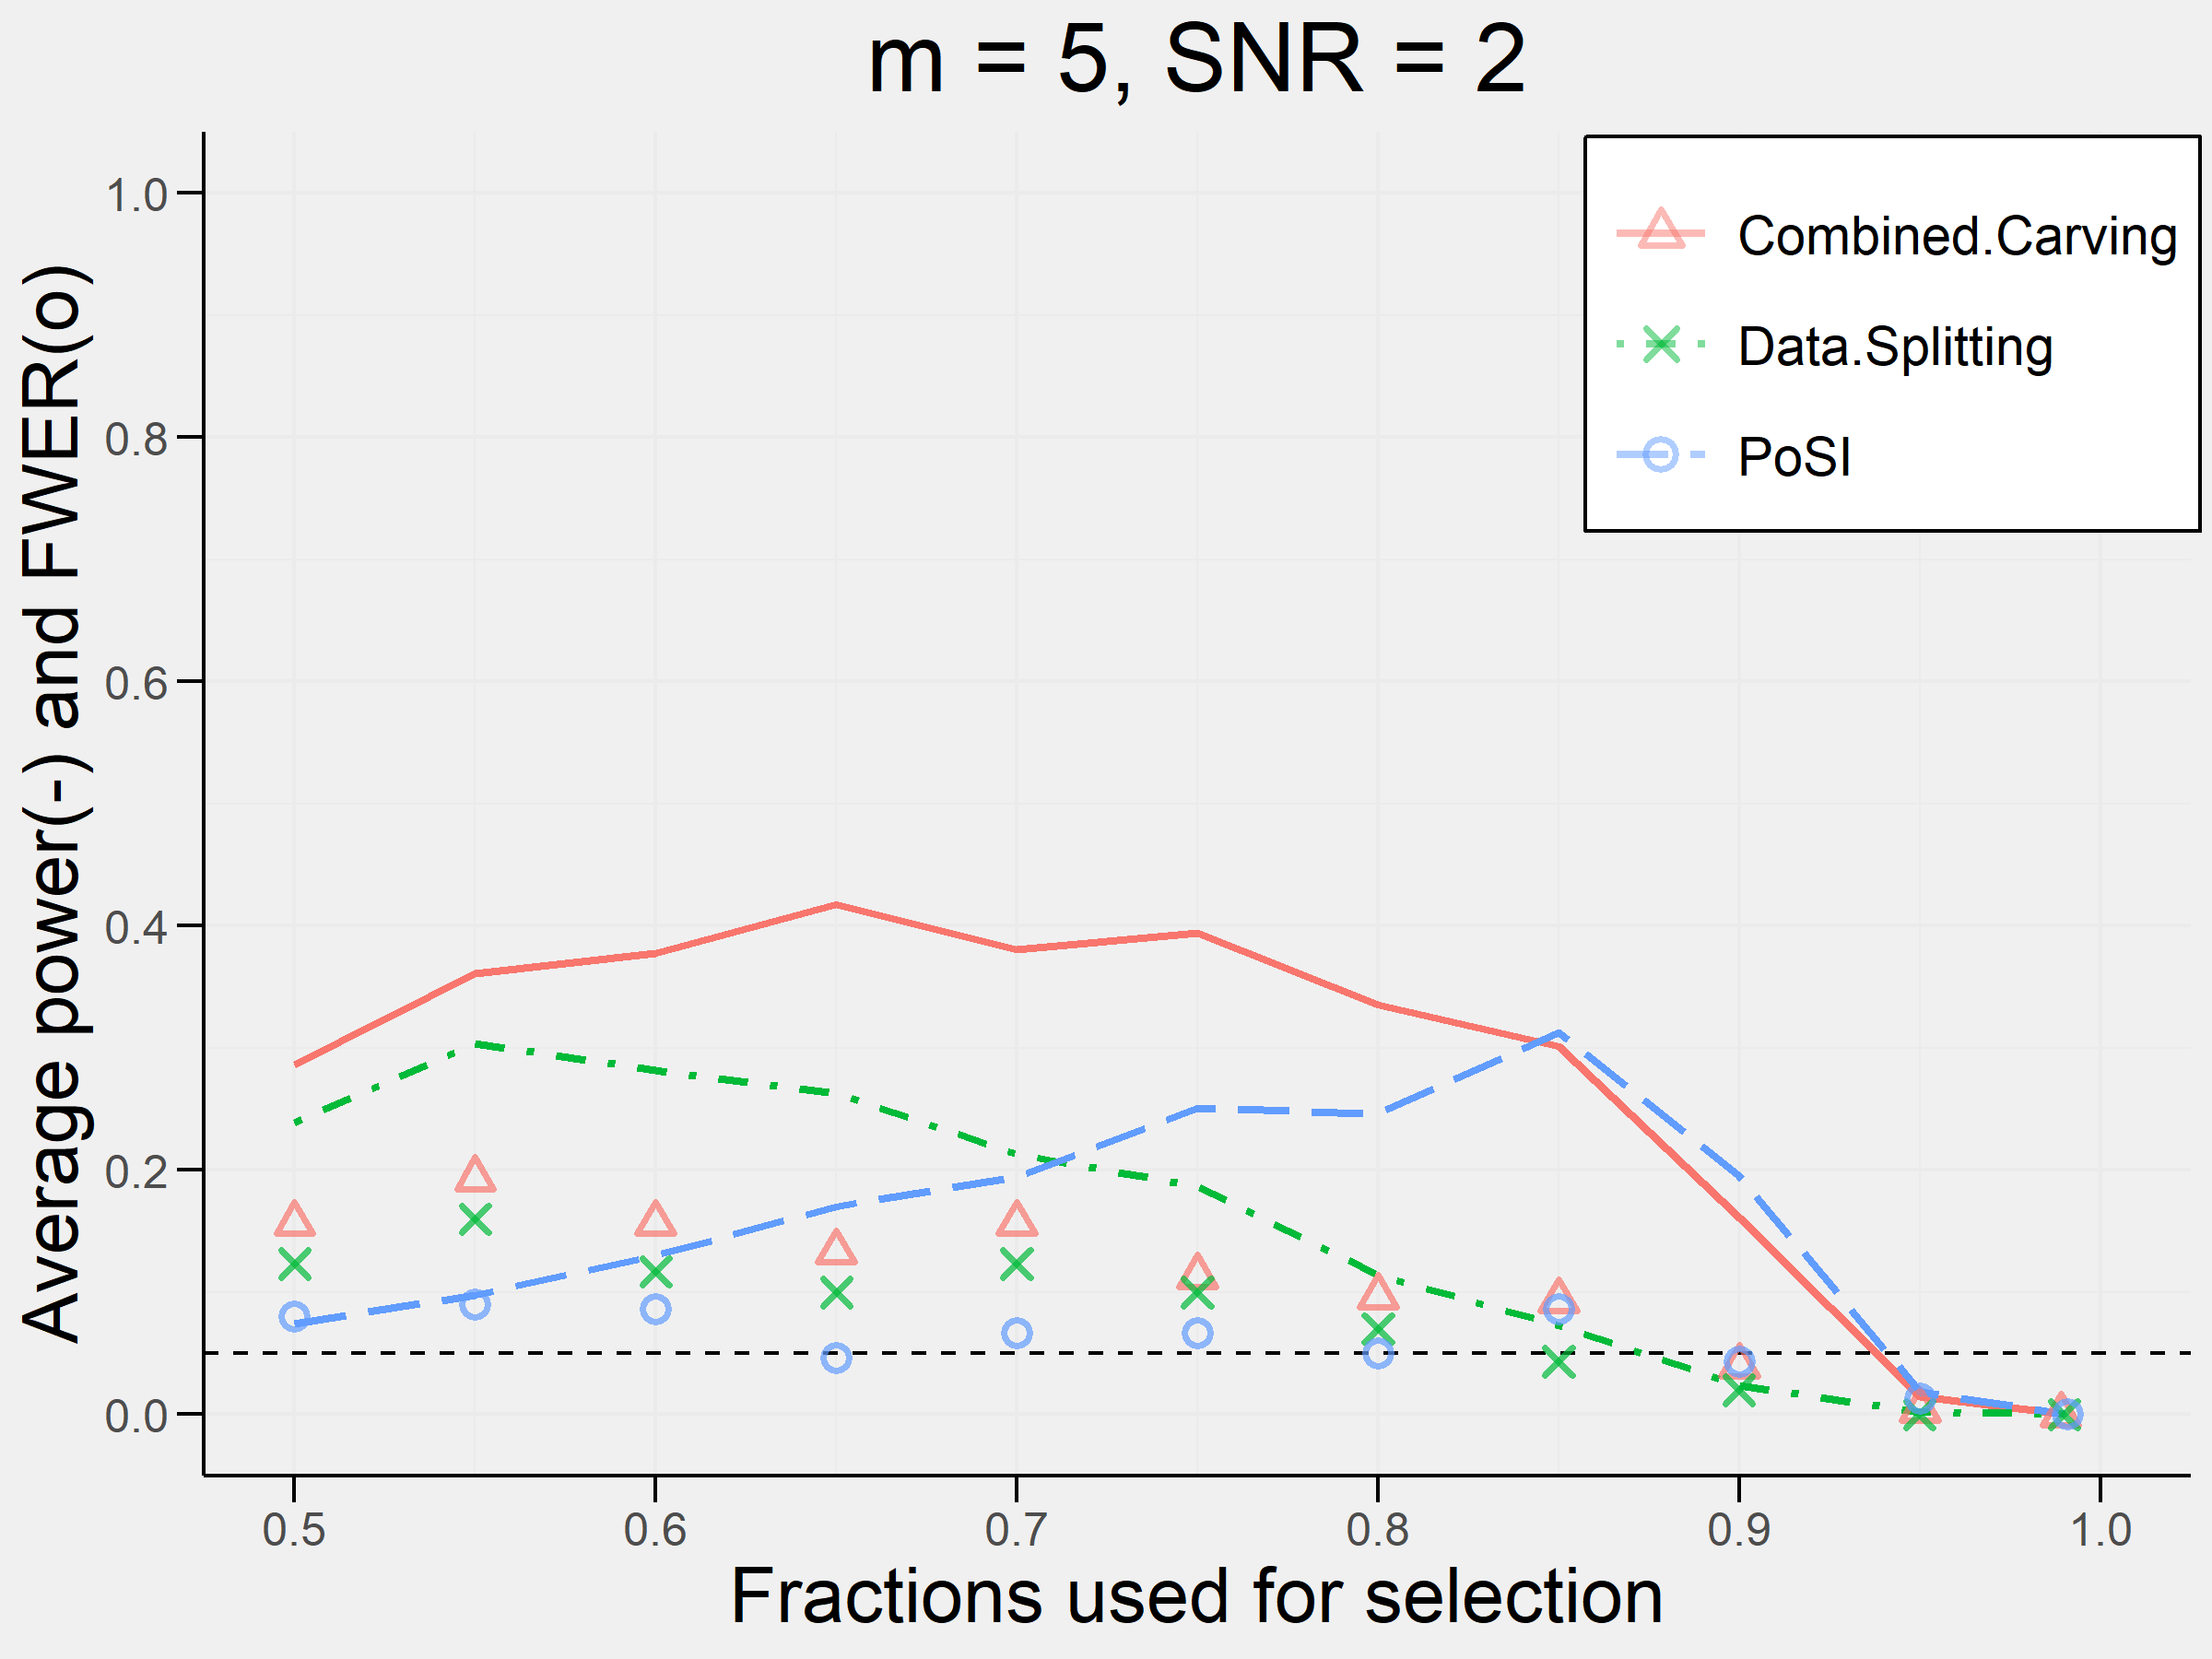 m = 5, SNR = 2
Average power(-) and FWER(o)
1.0
0.8
0.6
0.4
0.2
0.0
Combined.Carving
Data.Splitting
PoSI
0.5 0.6 0.7 0.8 0.9 1.0
Fractions used for selection